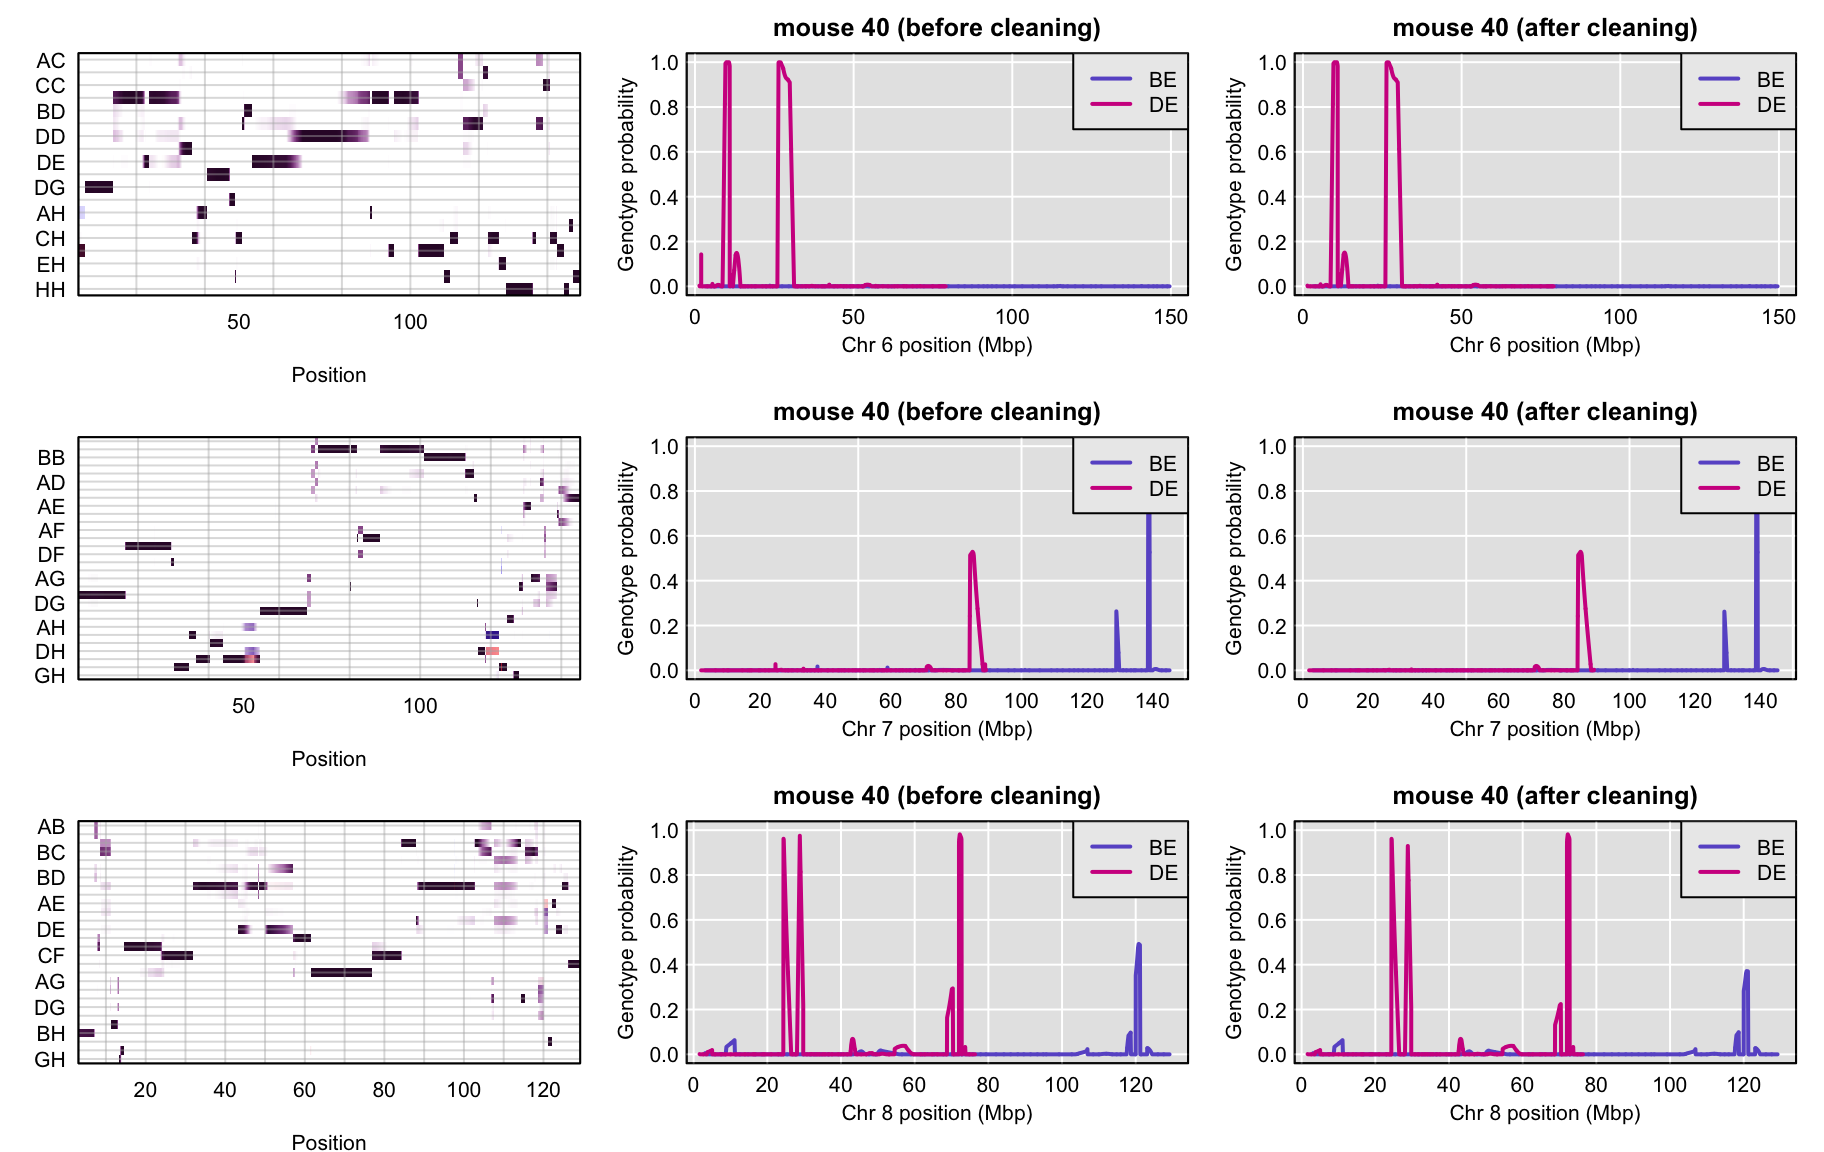 AC
CC
BD
DD
DE
DG
AH
CH
EH
HH
50 100
Position
mouse 40 (before cleaning)
Genotype probability
1.0
0.8
0.6
0.4
0.2
0.0
BE
DE
0 50 100 150
Chr 6 position (Mbp)
mouse 40 (after cleaning)
Genotype probability
1.0
0.8
0.6
0.4
0.2
0.0
BE
DE
0 50 100 150
Chr 6 position (Mbp)
BB
AD
AE
AF
DF
AG
DG
AH
DH
GH
50 100
Position
mouse 40 (before cleaning)
Genotype probability
1.0
0.8
0.6
0.4
0.2
0.0
BE
DE
0 20 40 60 80 100 120 140
Chr 7 position (Mbp)
mouse 40 (after cleaning)
Genotype probability
1.0
0.8
0.6
0.4
0.2
0.0
BE
DE
0 20 40 60 80 100 120 140
Chr 7 position (Mbp)
AB
BC
BD
AE
DE
CF
AG
DG
BH
GH
20 40 60 80 100 120
Position
mouse 40 (before cleaning)
Genotype probability
1.0
0.8
0.6
0.4
0.2
0.0
BE
DE
0 20 40 60 80 100 120
Chr 8 position (Mbp)
mouse 40 (after cleaning)
Genotype probability
1.0
0.8
0.6
0.4
0.2
0.0
BE
DE
0 20 40 60 80 100 120
Chr 8 position (Mbp)